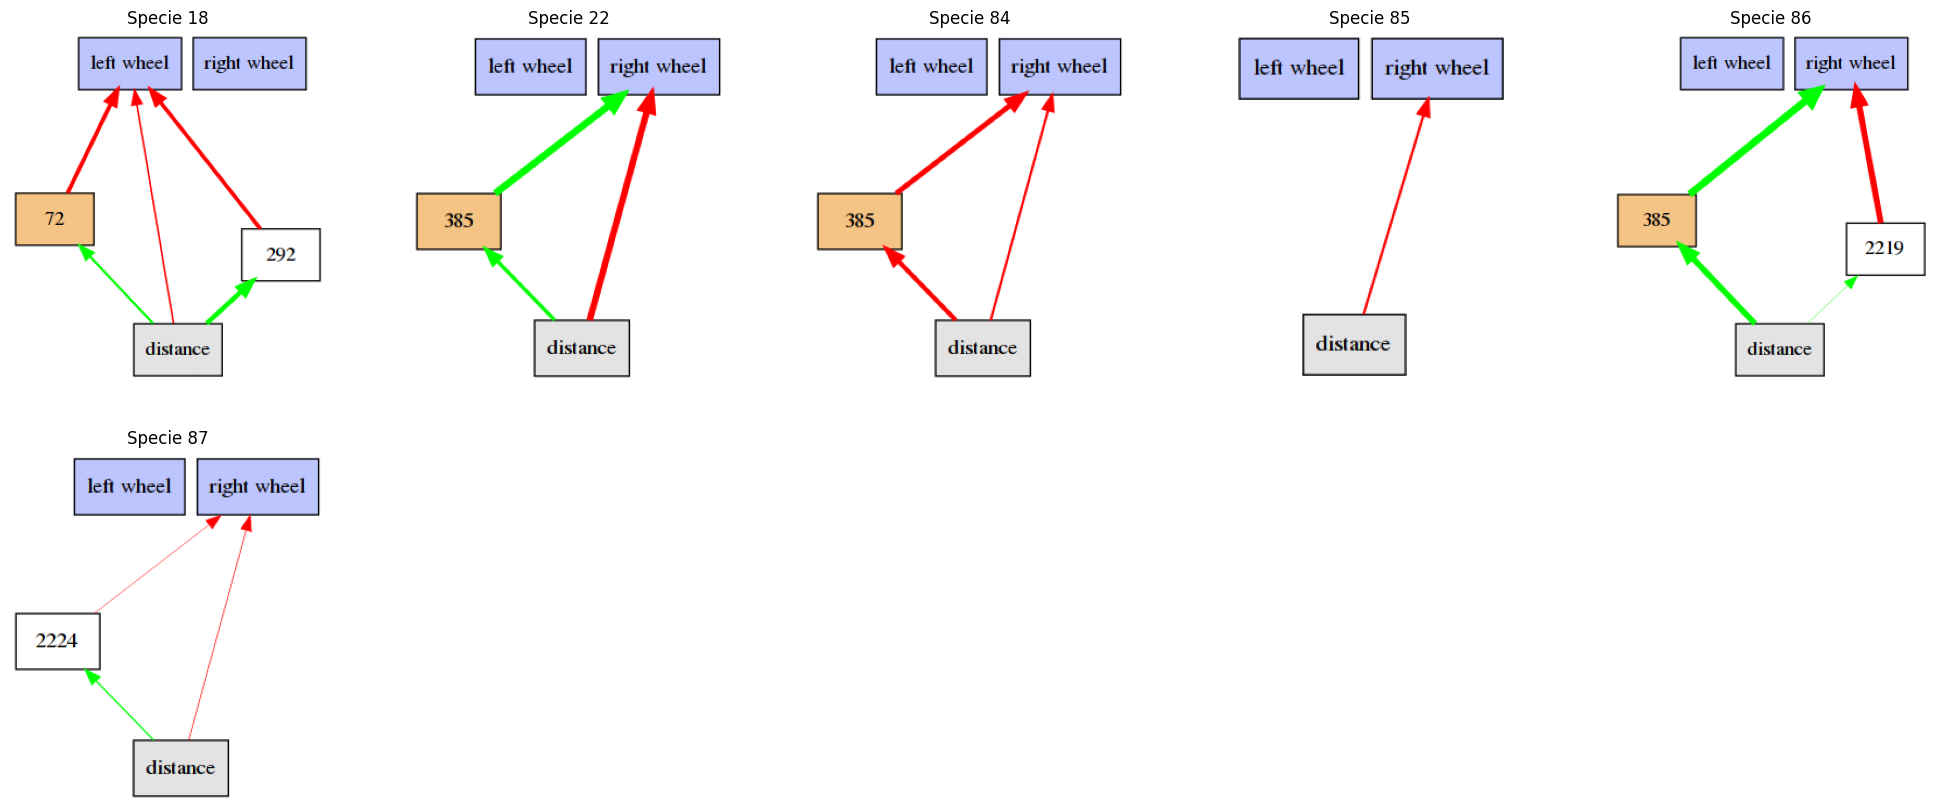 Specie 18
left wheel
right wheel
72
292
distance
Specie 22
left wheel
right wheel
385
distance
Specie 84
left wheel
right wheel
385
distance
Specie 85
left wheel
right wheel
distance
Specie 86
left wheel
right wheel
385
2219
distance
Specie 87
left wheel
right wheel
2224
distance